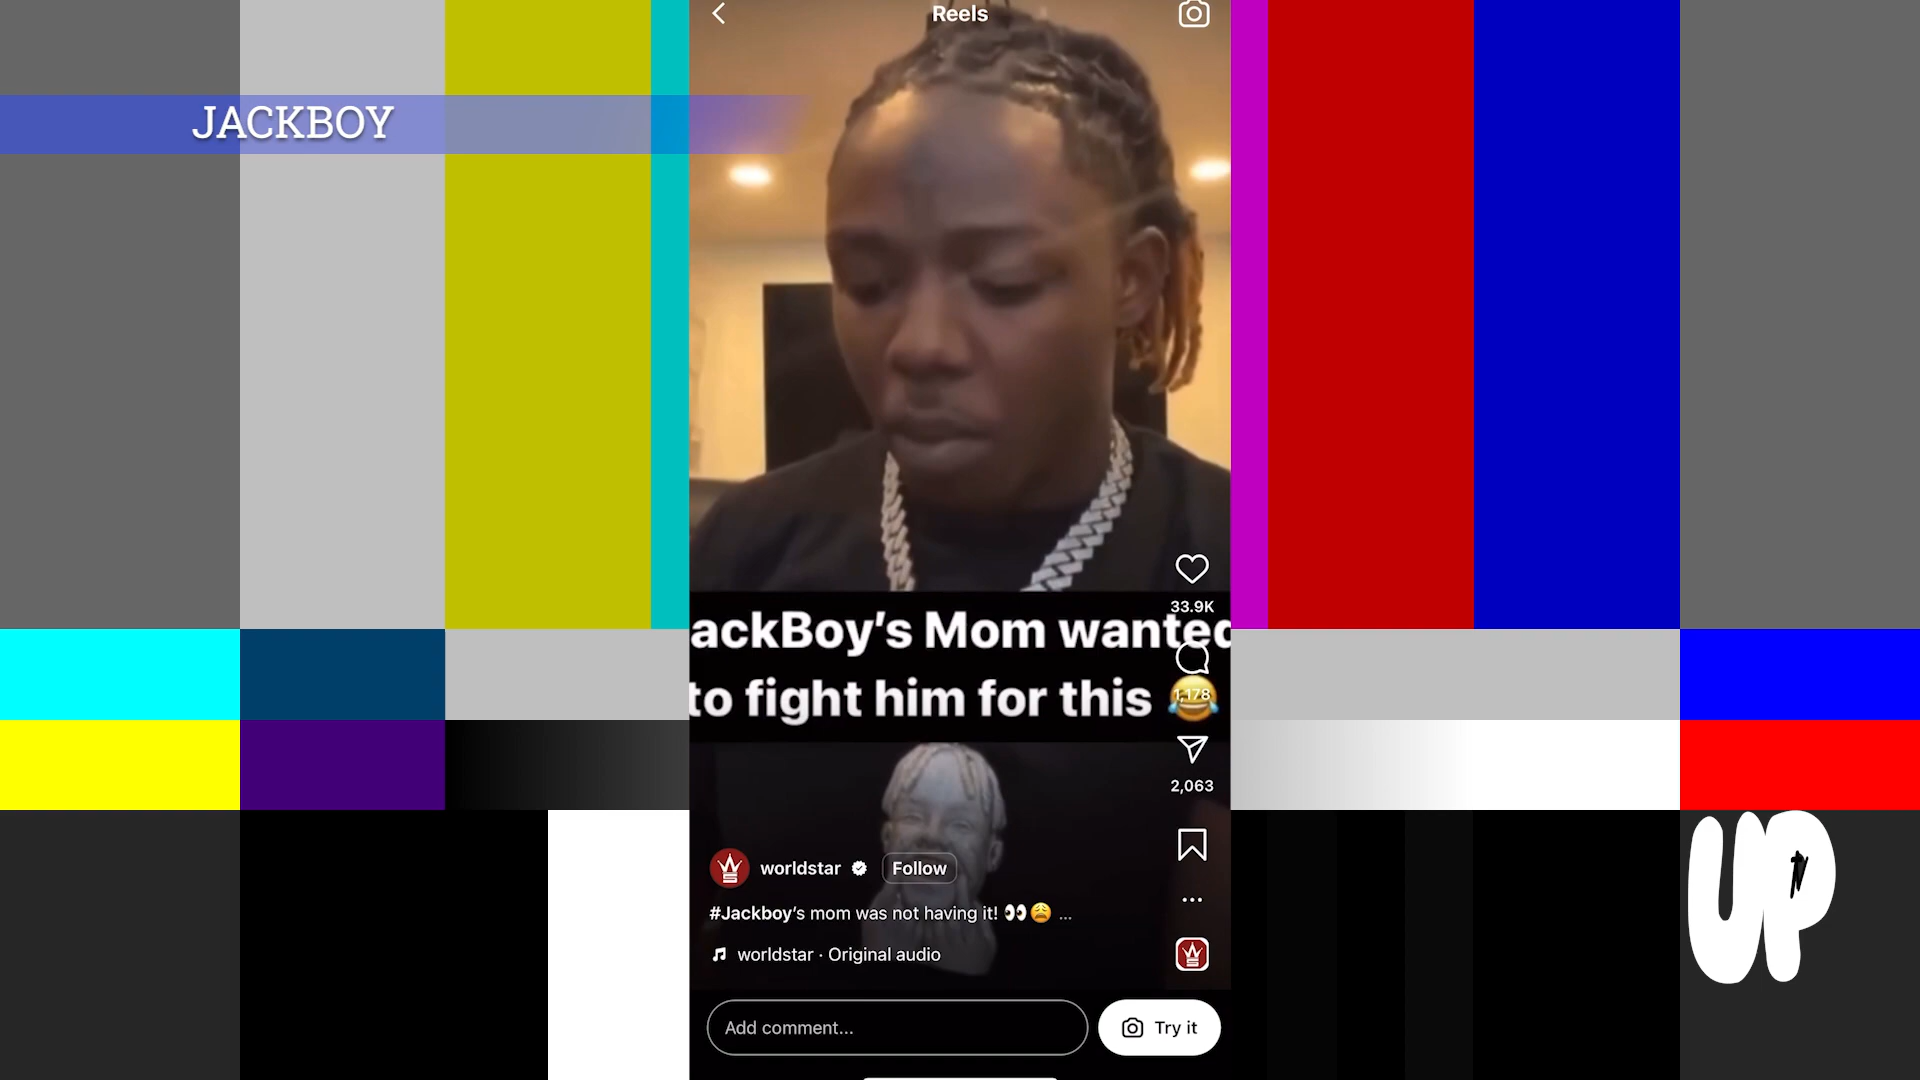 Reels
JACKBOY
33.9K
ackBoy's Mom wanted
to fight him for this 😂
1,178
2,063
worldstar
Follow
#Jackboy's mom was not having it! 👀😩 ...
worldstar · Original audio
Add comment...
Try it
UP